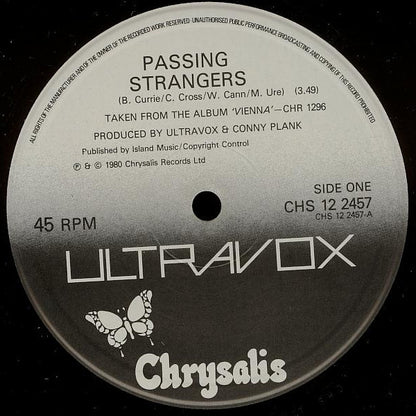 ALL RIGHTS OF THE MANUFACTURER AND OF THE OWNER OF THE RECORDED WORK RESERVED UNAUTHORISED PUBLIC PERFORMANCE BROADCASTING AND COPYING OF THIS RECORD PROHIBITED
PASSING
STRANGERS
(B. Currie/C. Cross/W. Cann/M. Ure) (3.49)
TAKEN FROM THE ALBUM 'VIENNA'—CHR 1296
PRODUCED BY ULTRAVOX & CONNY PLANK
Published by Island Music/Copyright Control
Ⓟ & © 1980 Chrysalis Records Ltd
SIDE ONE
45 RPM
CHS 12 2457
CHS 12 2457-A
ULTRAVOX
Chrysalis